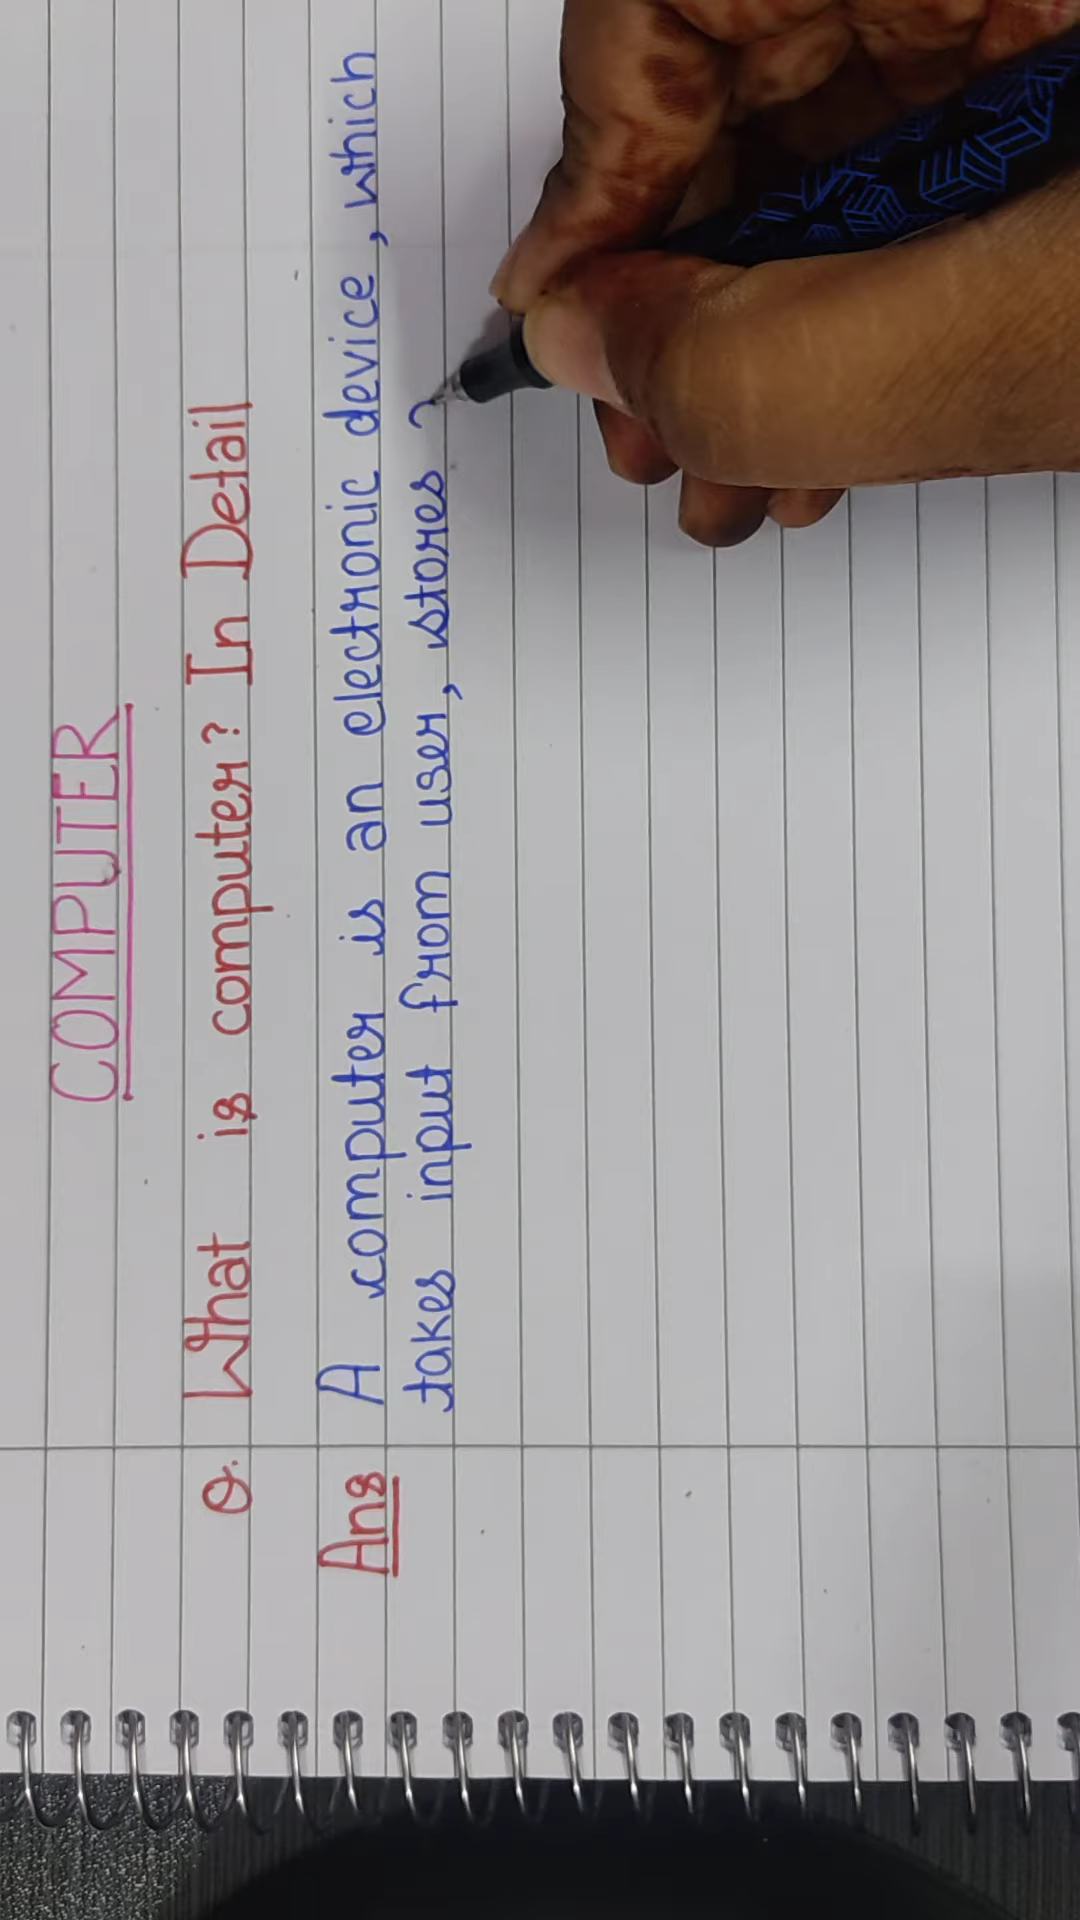 COMPUTER
Q. What is computer? In Detail
Ans A computer is an electronic device, which
takes input from user, stores